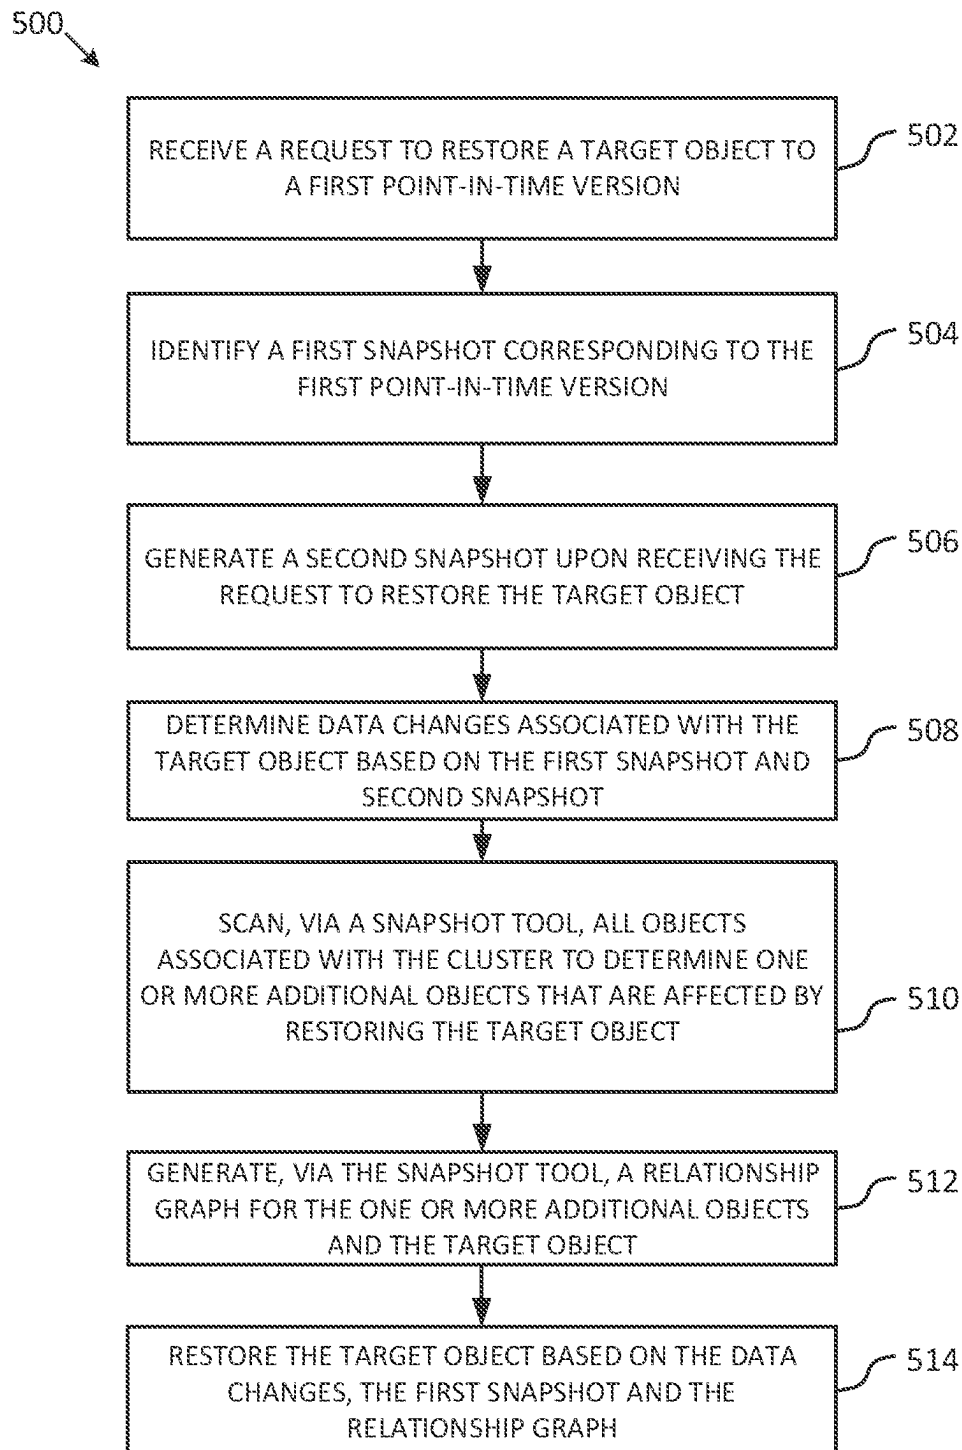 500
RECEIVE A REQUEST TO RESTORE A TARGET OBJECT TO
A FIRST POINT-IN-TIME VERSION
502
IDENTIFY A FIRST SNAPSHOT CORRESPONDING TO THE
FIRST POINT-IN-TIME VERSION
504
GENERATE A SECOND SNAPSHOT UPON RECEIVING THE
REQUEST TO RESTORE THE TARGET OBJECT
506
DETERMINE DATA CHANGES ASSOCIATED WITH THE
TARGET OBJECT BASED ON THE FIRST SNAPSHOT AND
SECOND SNAPSHOT
508
SCAN, VIA A SNAPSHOT TOOL, ALL OBJECTS
ASSOCIATED WITH THE CLUSTER TO DETERMINE ONE
OR MORE ADDITIONAL OBJECTS THAT ARE AFFECTED BY
RESTORING THE TARGET OBJECT
510
GENERATE, VIA THE SNAPSHOT TOOL, A RELATIONSHIP
GRAPH FOR THE ONE OR MORE ADDITIONAL OBJECTS
AND THE TARGET OBJECT
512
RESTORE THE TARGET OBJECT BASED ON THE DATA
CHANGES, THE FIRST SNAPSHOT AND THE
RELATIONSHIP GRAPH
514